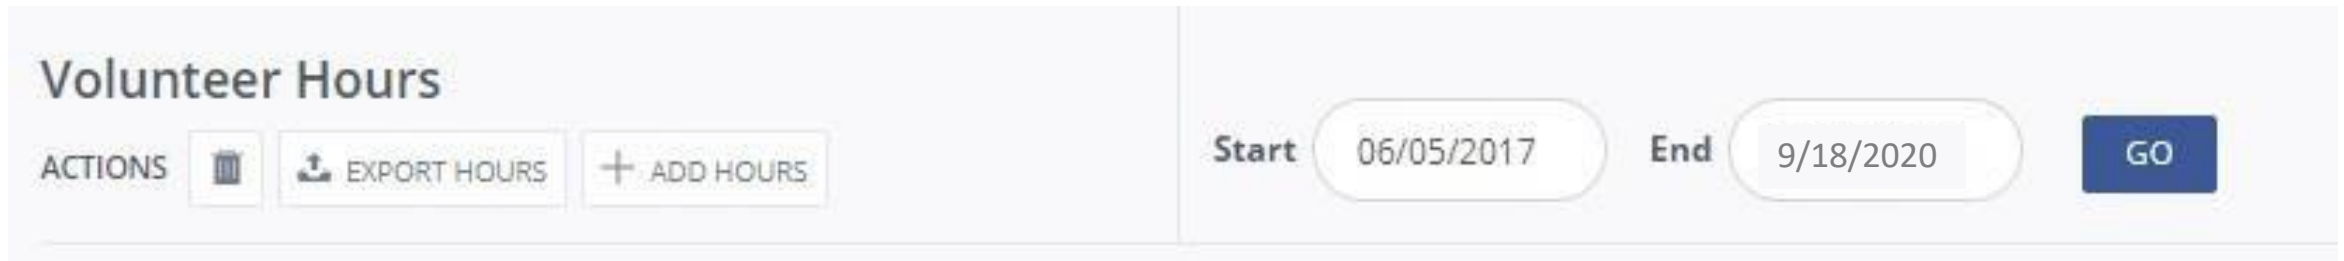 Volunteer Hours
ACTIONS EXPORT HOURS + ADD HOURS
Start 06/05/2017 End 9/18/2020 GO